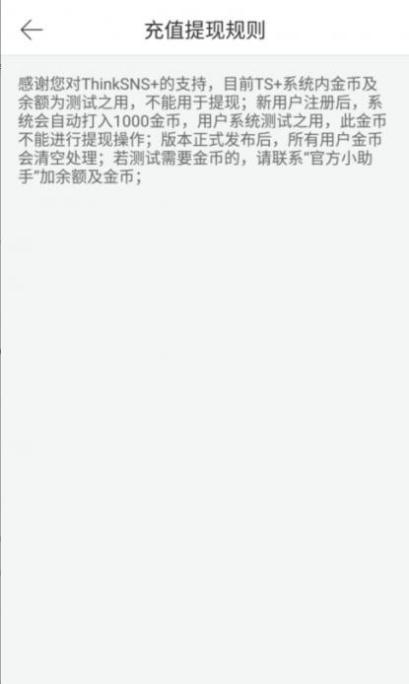 充值提现规则
感谢您对ThinkSNS+的支持，目前TS+系统内金币及
余额为测试之用，不能用于提现；新用户注册后，系
统会自动打入1000金币，用户系统测试之用，此金币
不能进行提现操作；版本正式发布后，所有用户金币
会清空处理；若测试需要金币的，请联系“官方小助
手”加余额及金币；